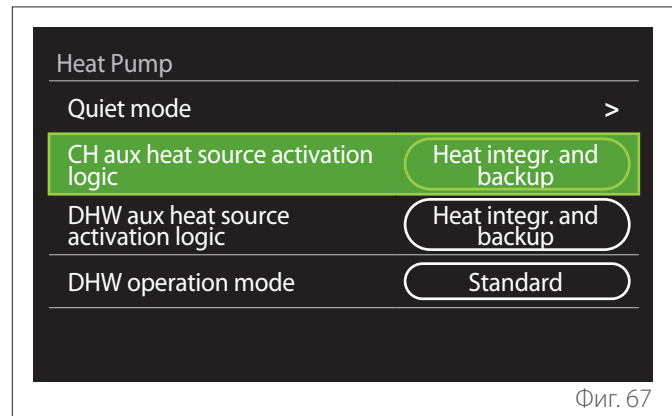 Heat Pump
Quiet mode >
CH aux heat source activation
logic
Heat integr. and
backup
DHW aux heat source
activation logic
Heat integr. and
backup
DHW operation mode
Standard
Фиг. 67